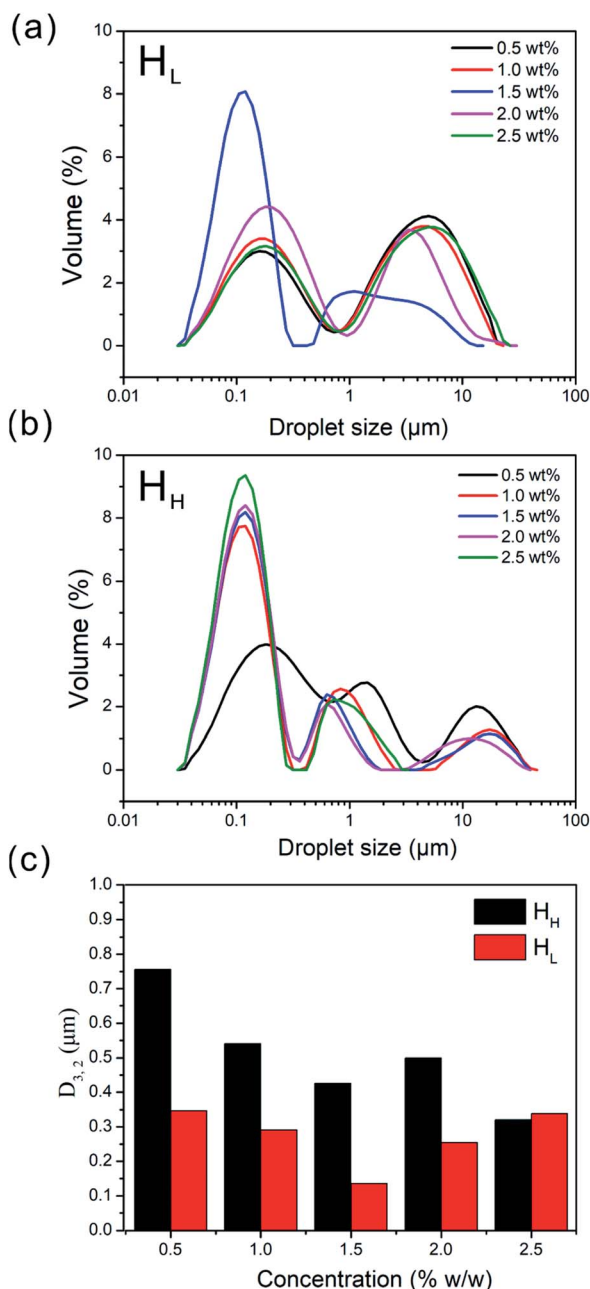 (a)
H_L
0.5 wt%
1.0 wt%
1.5 wt%
2.0 wt%
2.5 wt%
Volume (%)
10
8
6
4
2
0
0.01 0.1 1 10 100
Droplet size (µm)
(b)
H_H
0.5 wt%
1.0 wt%
1.5 wt%
2.0 wt%
2.5 wt%
Volume (%)
10
8
6
4
2
0
0.01 0.1 1 10 100
Droplet size (µm)
(c)
H_H
H_L
D_3, 2 (µm)
1.0
0.9
0.8
0.7
0.6
0.5
0.4
0.3
0.2
0.1
0.0
0.5 1.0 1.5 2.0 2.5
Concentration (% w/w)